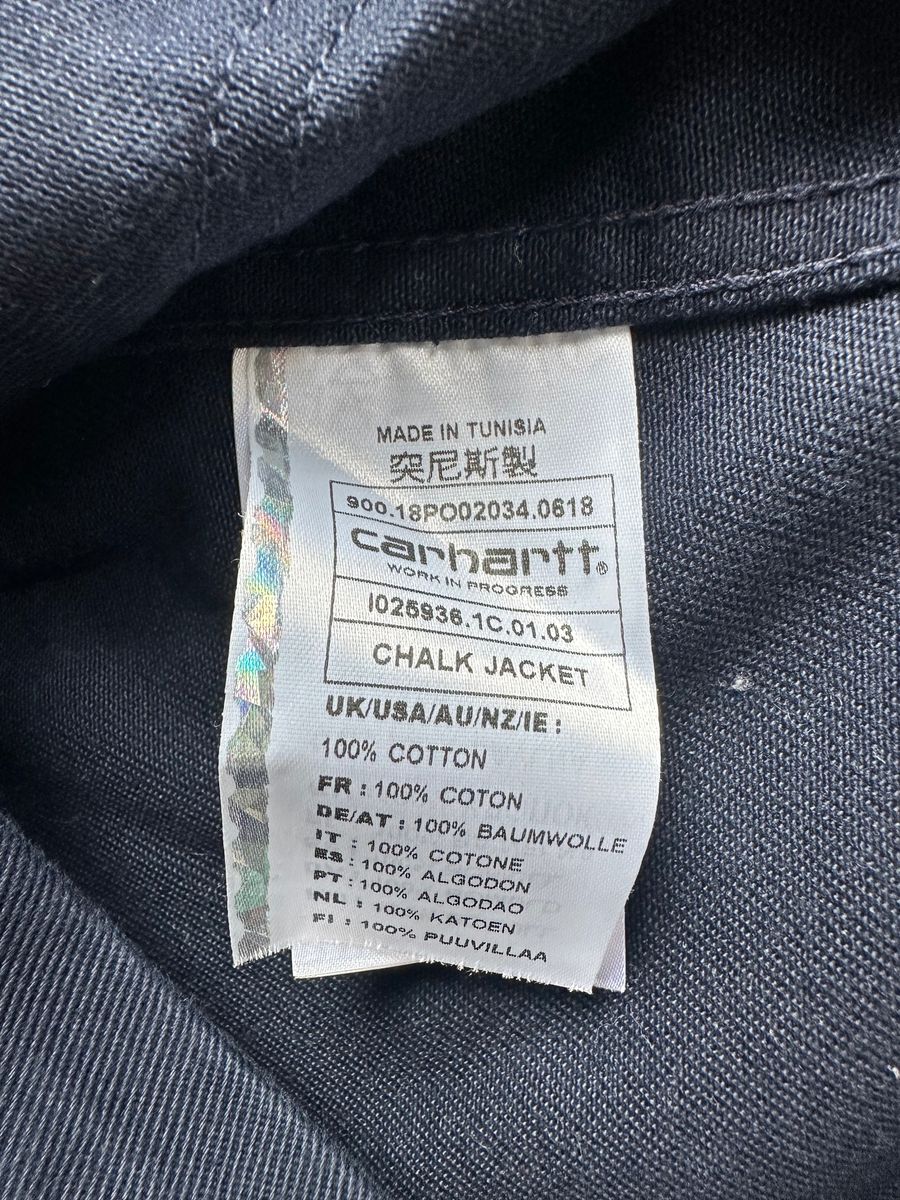 MADE IN TUNISIA
突尼斯製
900.18PO02034.0618
carhartt®
WORK IN PROGRESS
I025936.1C.01.03
CHALK JACKET
UK/USA/AU/NZ/IE :
100% COTTON
FR : 100% COTON
DE/AT : 100% BAUMWOLLE
IT : 100% COTONE
ES : 100% ALGODON
PT : 100% ALGODAO
NL : 100% KATOEN
FI : 100% PUUVILLAA